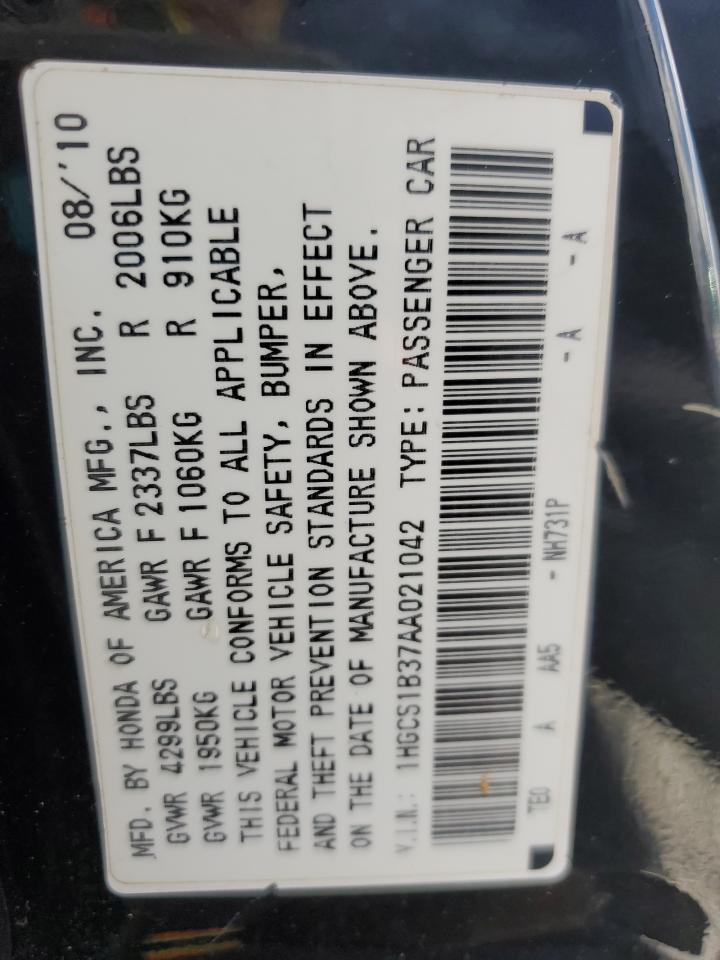 MFD. BY HONDA OF AMERICA MFG., INC. 08/'10
GVWR 4299LBS GAWR F 2337LBS R 2006LBS
GVWR 1950KG GAWR F 1060KG R 910KG
THIS VEHICLE CONFORMS TO ALL APPLICABLE
FEDERAL MOTOR VEHICLE SAFETY, BUMPER,
AND THEFT PREVENTION STANDARDS IN EFFECT
ON THE DATE OF MANUFACTURE SHOWN ABOVE.
V.I.N.: 1HGCS1B37AA021042 TYPE: PASSENGER CAR
TE0 A AA5 - NH731P - A - A